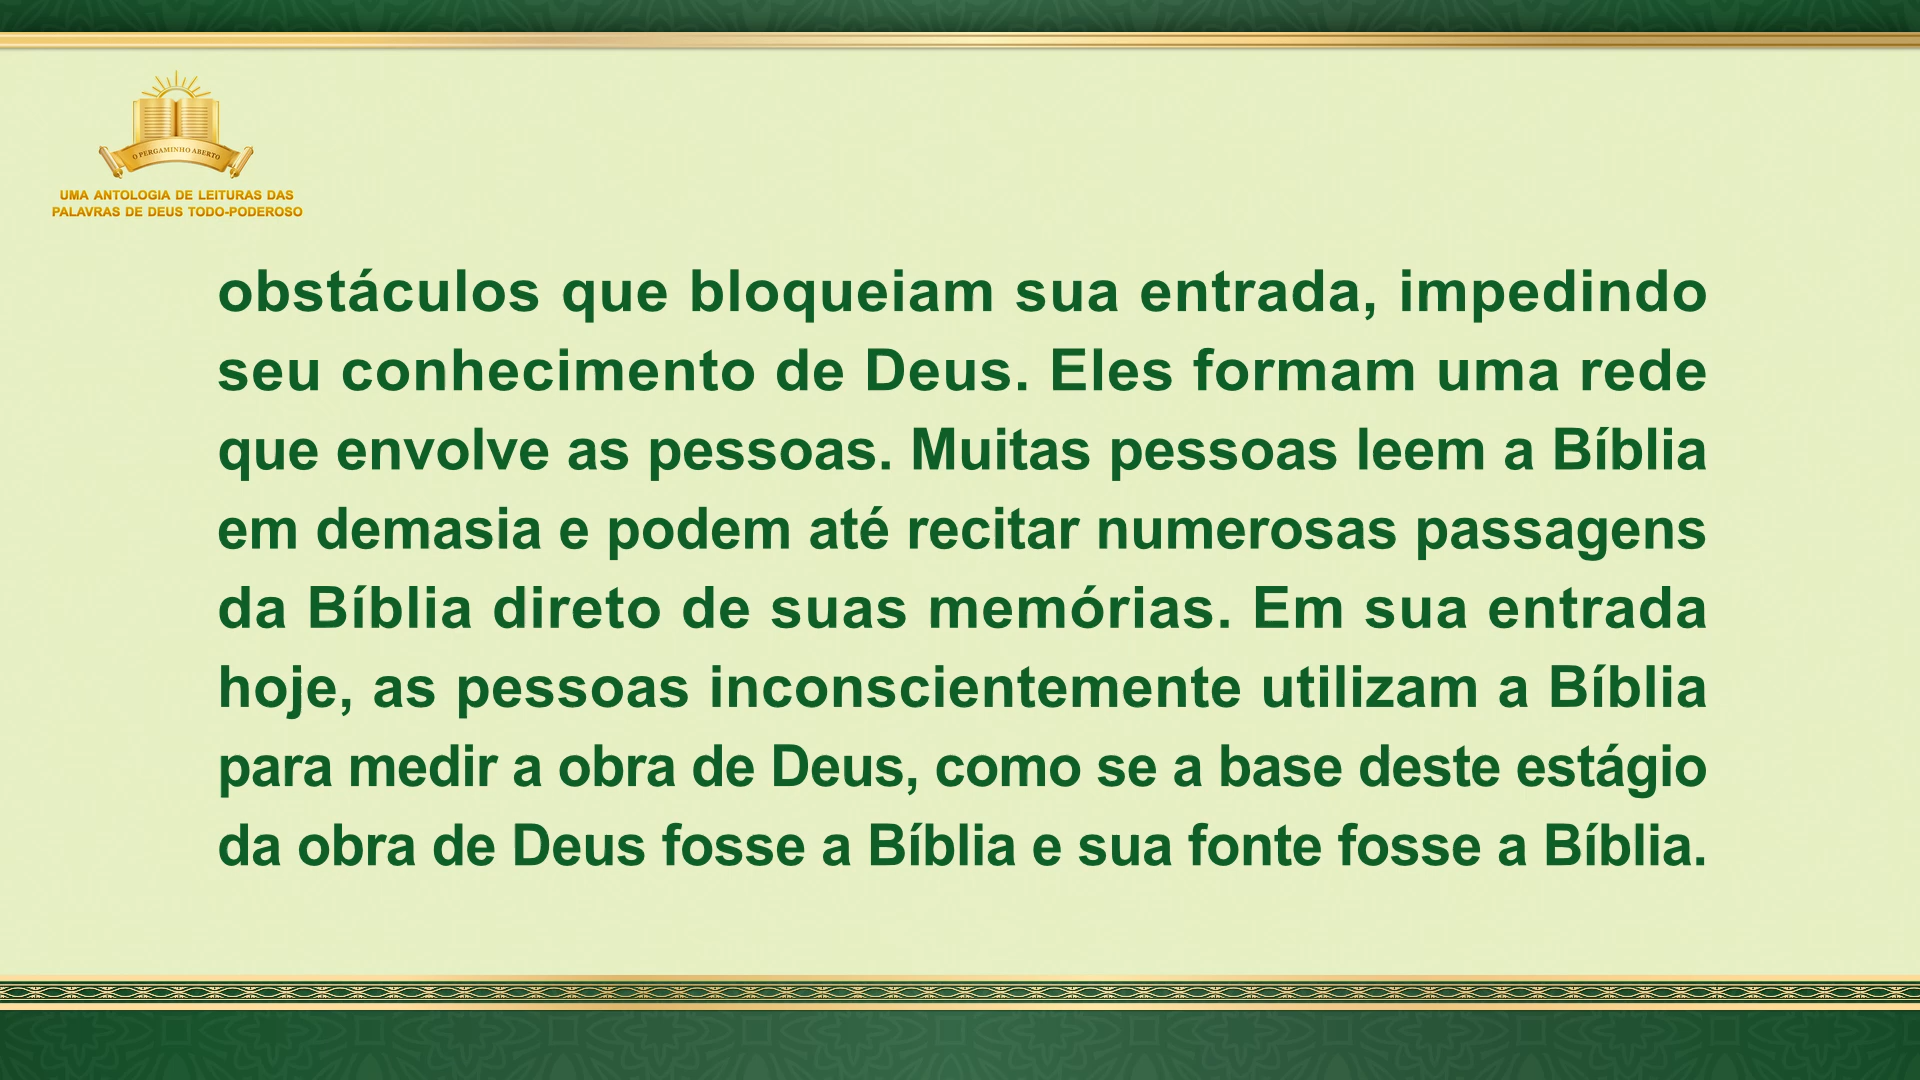 O PERGAMINHO ABERTO
UMA ANTOLOGIA DE LEITURAS DAS
PALAVRAS DE DEUS TODO-PODEROSO
obstáculos que bloqueiam sua entrada, impedindo
seu conhecimento de Deus. Eles formam uma rede
que envolve as pessoas. Muitas pessoas leem a Bíblia
em demasia e podem até recitar numerosas passagens
da Bíblia direto de suas memórias. Em sua entrada
hoje, as pessoas inconscientemente utilizam a Bíblia
para medir a obra de Deus, como se a base deste estágio
da obra de Deus fosse a Bíblia e sua fonte fosse a Bíblia.